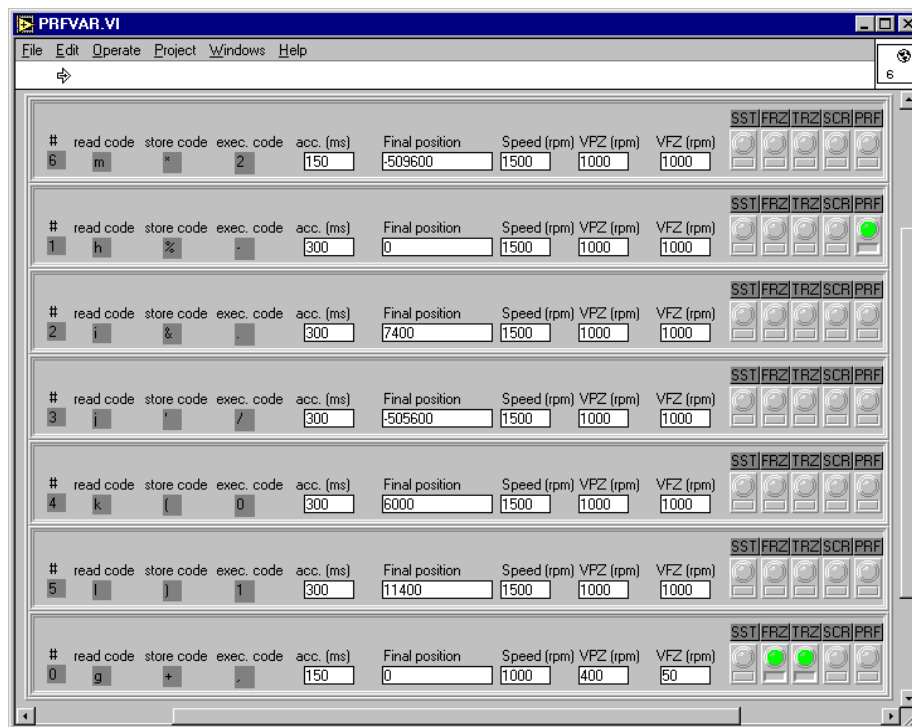 PRFVAR.VI
File Edit Operate Project Windows Help
6
SST FRZ TRZ SCR PRF
# read code store code exec. code acc. (ms) Final position Speed (rpm) VPZ (rpm) VFZ (rpm)
6 m * 2 150 -509600 1500 1000 1000
SST FRZ TRZ SCR PRF
# read code store code exec. code acc. (ms) Final position Speed (rpm) VPZ (rpm) VFZ (rpm)
1 h % - 300 0 1500 1000 1000
SST FRZ TRZ SCR PRF
# read code store code exec. code acc. (ms) Final position Speed (rpm) VPZ (rpm) VFZ (rpm)
2 i & . 300 7400 1500 1000 1000
SST FRZ TRZ SCR PRF
# read code store code exec. code acc. (ms) Final position Speed (rpm) VPZ (rpm) VFZ (rpm)
3 j ' / 300 -505600 1500 1000 1000
SST FRZ TRZ SCR PRF
# read code store code exec. code acc. (ms) Final position Speed (rpm) VPZ (rpm) VFZ (rpm)
4 k ( 0 300 6000 1500 1000 1000
SST FRZ TRZ SCR PRF
# read code store code exec. code acc. (ms) Final position Speed (rpm) VPZ (rpm) VFZ (rpm)
5 l ) 1 300 11400 1500 1000 1000
SST FRZ TRZ SCR PRF
# read code store code exec. code acc. (ms) Final position Speed (rpm) VPZ (rpm) VFZ (rpm)
0 g + , 150 0 1000 400 50